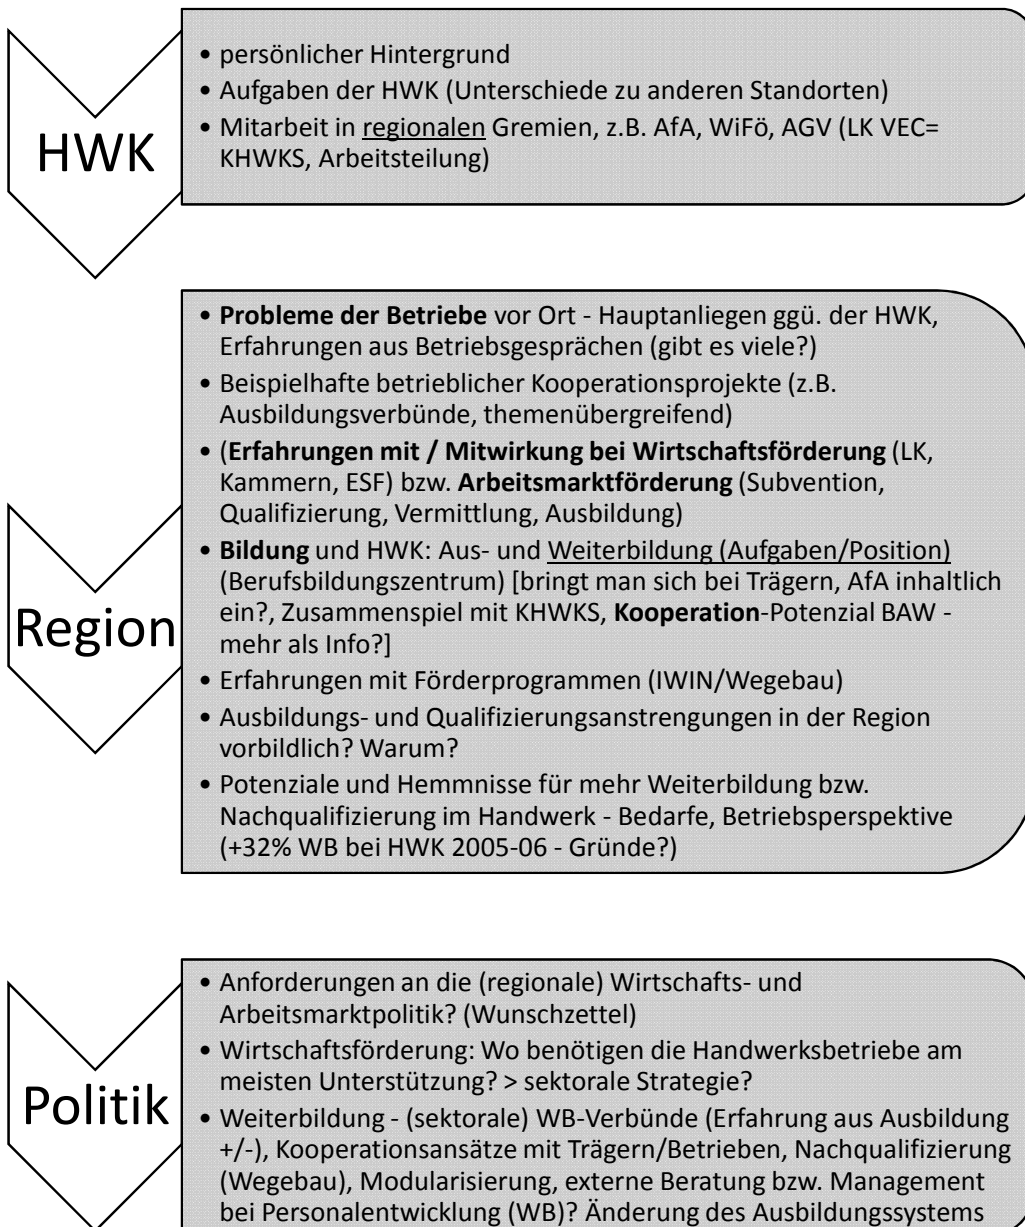 HWK
• persönlicher Hintergrund
• Aufgaben der HWK (Unterschiede zu anderen Standorten)
• Mitarbeit in regionalen Gremien, z.B. AfA, WiFö, AGV (LK VEC=
KHWKS, Arbeitsteilung)
Region
• Probleme der Betriebe vor Ort - Hauptanliegen ggü. der HWK,
Erfahrungen aus Betriebsgesprächen (gibt es viele?)
• Beispielhafte betrieblicher Kooperationsprojekte (z.B.
Ausbildungsverbünde, themenübergreifend)
• (Erfahrungen mit / Mitwirkung bei Wirtschaftsförderung (LK,
Kammern, ESF) bzw. Arbeitsmarktförderung (Subvention,
Qualifizierung, Vermittlung, Ausbildung)
• Bildung und HWK: Aus- und Weiterbildung (Aufgaben/Position)
(Berufsbildungszentrum) [bringt man sich bei Trägern, AfA inhaltlich
ein?, Zusammenspiel mit KHWKS, Kooperation-Potenzial BAW -
mehr als Info?]
• Erfahrungen mit Förderprogrammen (IWIN/Wegebau)
• Ausbildungs- und Qualifizierungsanstrengungen in der Region
vorbildlich? Warum?
• Potenziale und Hemmnisse für mehr Weiterbildung bzw.
Nachqualifizierung im Handwerk - Bedarfe, Betriebsperspektive
(+32% WB bei HWK 2005-06 - Gründe?)
Politik
• Anforderungen an die (regionale) Wirtschafts- und
Arbeitsmarktpolitik? (Wunschzettel)
• Wirtschaftsförderung: Wo benötigen die Handwerksbetriebe am
meisten Unterstützung? > sektorale Strategie?
• Weiterbildung - (sektorale) WB-Verbünde (Erfahrung aus Ausbildung
+/-), Kooperationsansätze mit Trägern/Betrieben, Nachqualifizierung
(Wegebau), Modularisierung, externe Beratung bzw. Management
bei Personalentwicklung (WB)? Änderung des Ausbildungssystems